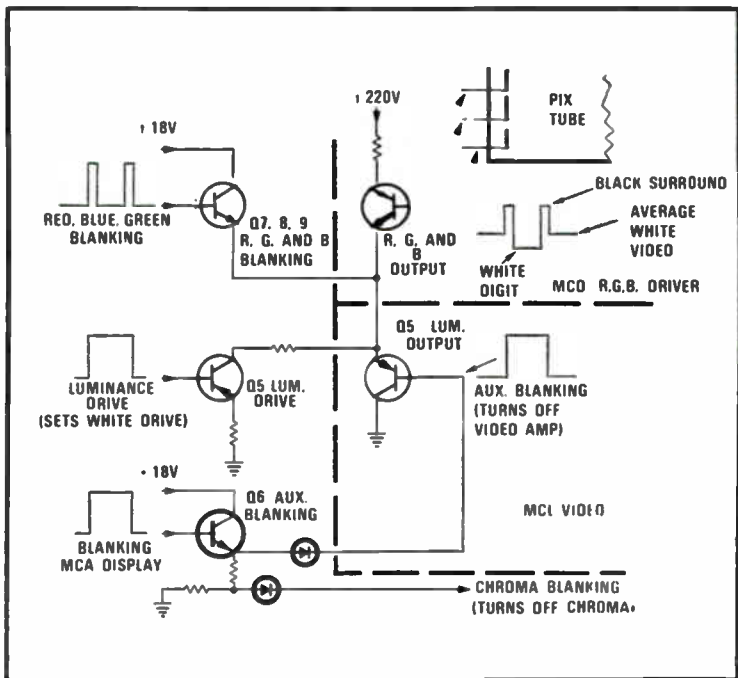 + 18V
+ 220V
PIX
TUBE
RED, BLUE, GREEN
BLANKING
Q7, 8, 9
R, G, AND B
BLANKING
R, G, AND
B
OUTPUT
BLACK SURROUND
AVERAGE
WHITE
VIDEO
WHITE
DIGIT
MCD R,G,B, DRIVER
LUMINANCE
DRIVE
(SETS WHITE DRIVE)
Q5 LUM.
DRIVE
Q5 LUM.
OUTPUT
AUX. BLANKING
(TURNS OFF
VIDEO AMP)
+ 18V
Q6 AUX.
BLANKING
BLANKING
MCA DISPLAY
MCL VIDEO
CHROMA BLANKING
(TURNS OFF CHROMA)